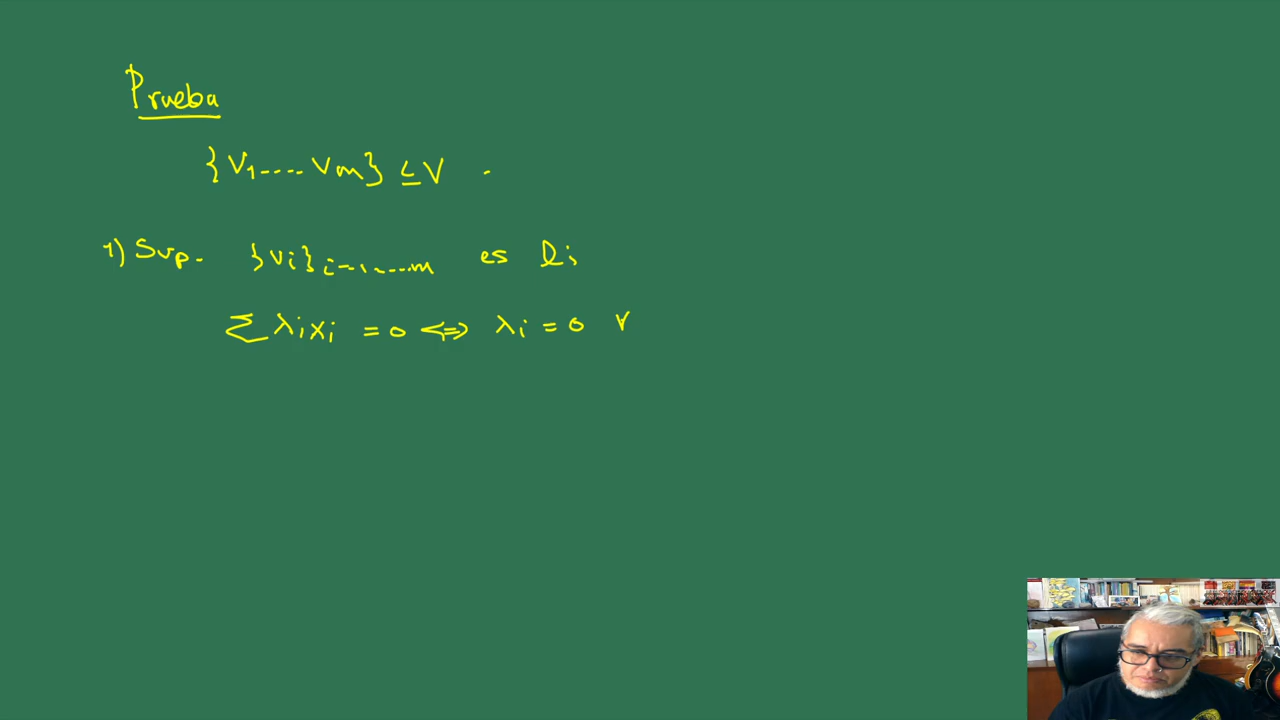 Prueba
{v1....vm} ⊆ V .
1) Sup. {vi}i=1,....m es li
∑λixi = 0 ⟺ λi = 0 ∀